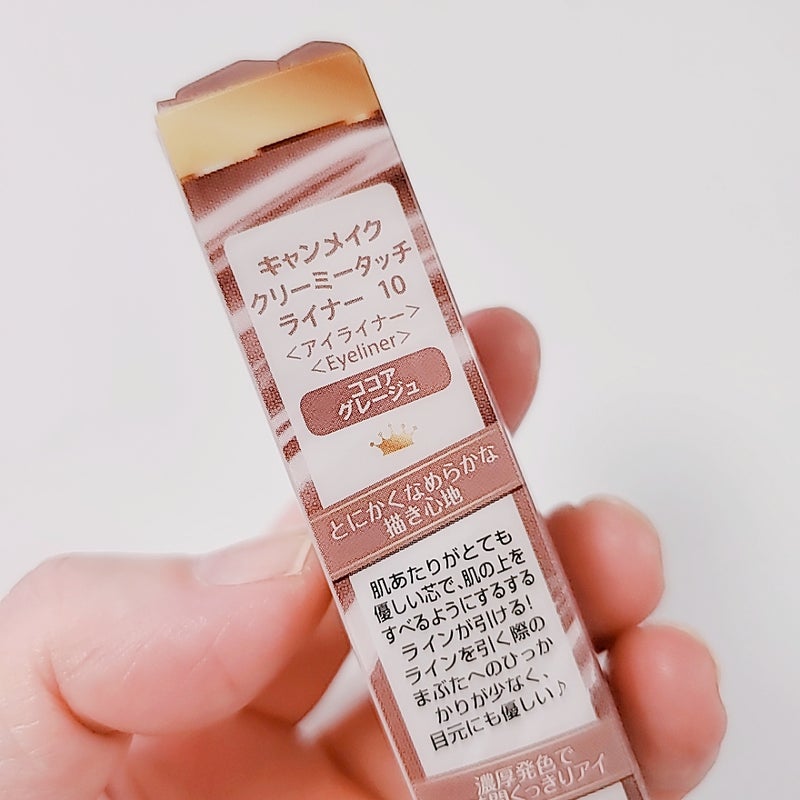 キャンメイク
クリーミータッチ
ライナー 10
＜アイライナー＞
＜Eyeliner＞
ココア
グレージュ
とにかくなめらかな
描き心地
肌あたりがとても
優しい芯で、肌の上を
すべるようにするする
ラインが引ける!
ラインを引く際の
まぶたへのひっか
かりが少なく、
目元にも優しい♪
濃厚発色で
くっきりアイ